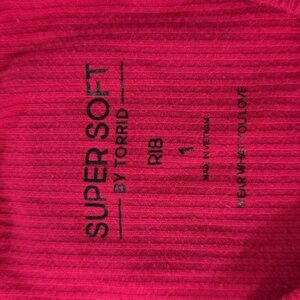 SUPER SOFT
BY TORRID
RIB
1
MADE IN VIETNAM
WEAR WHAT YOU LOVE